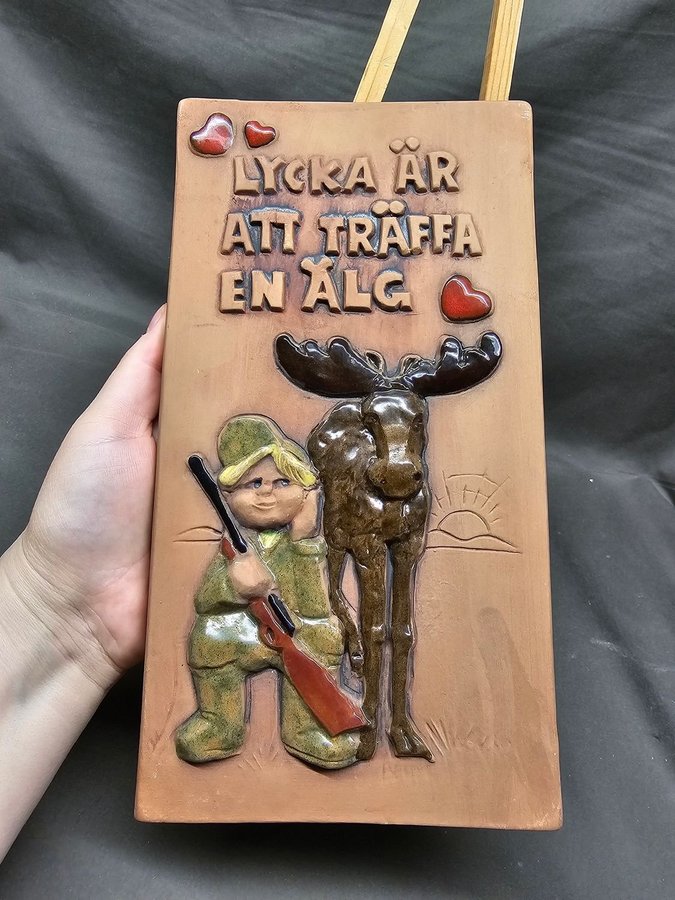 LYCKA ÄR
ATT TRÄFFA
EN ÄLG